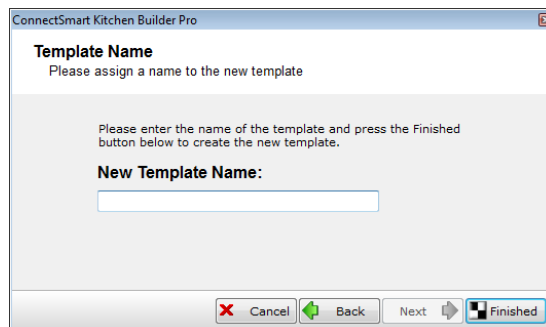 ConnectSmart Kitchen Builder Pro
Template Name
Please assign a name to the new template
Please enter the name of the template and press the Finished
button below to create the new template.
New Template Name:
Cancel Back Next Finished